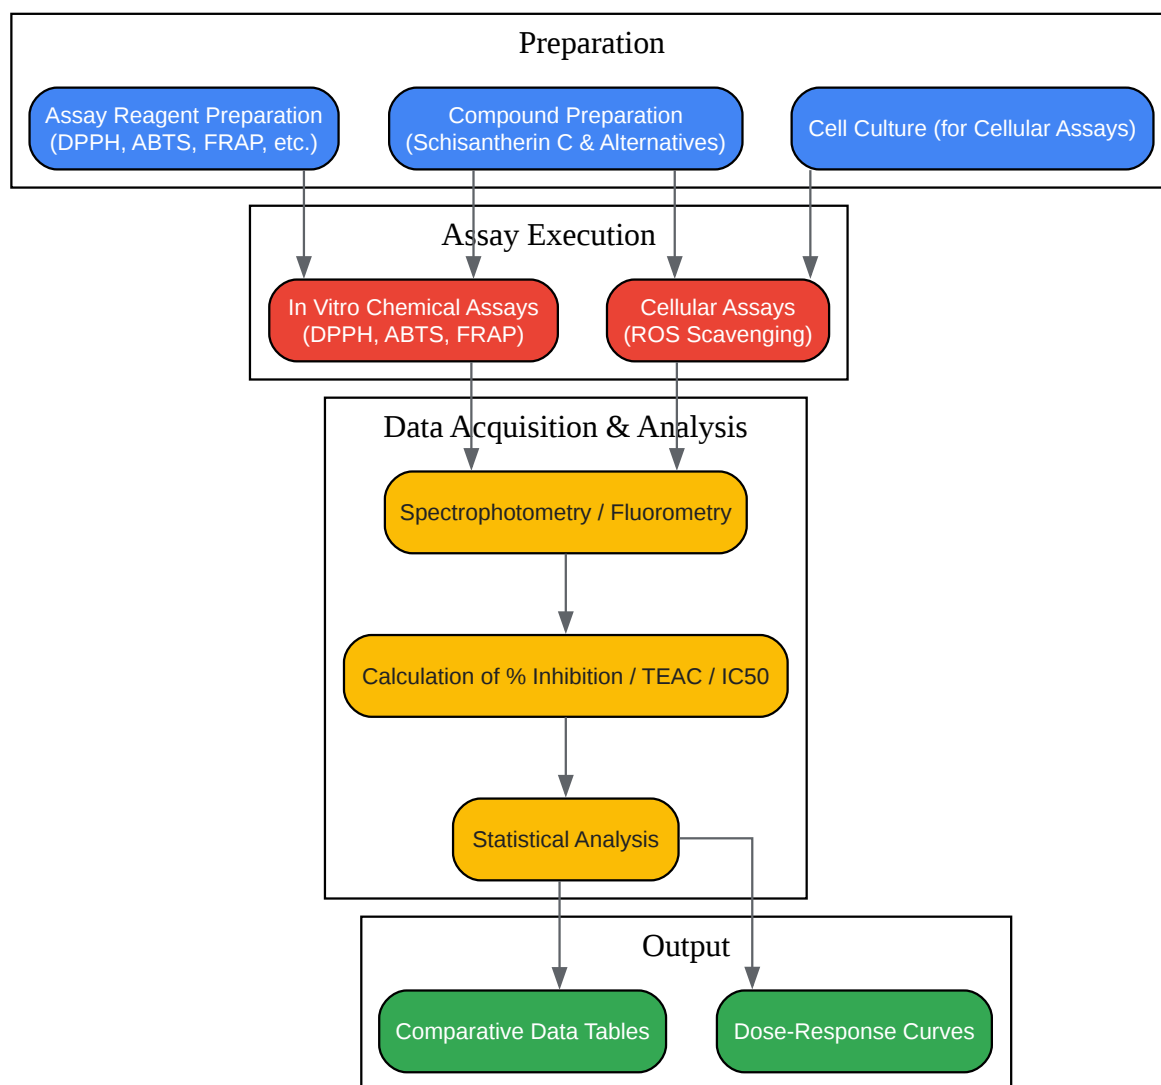 Preparation
Assay Reagent Preparation
(DPPH, ABTS, FRAP, etc.)
Compound Preparation
(Schisantherin C & Alternatives)
Cell Culture (for Cellular Assays)
Assay Execution
In Vitro Chemical Assays
(DPPH, ABTS, FRAP)
Cellular Assays
(ROS Scavenging)
Data Acquisition & Analysis
Spectrophotometry / Fluorometry
Calculation of % Inhibition / TEAC / IC50
Statistical Analysis
Output
Comparative Data Tables
Dose-Response Curves